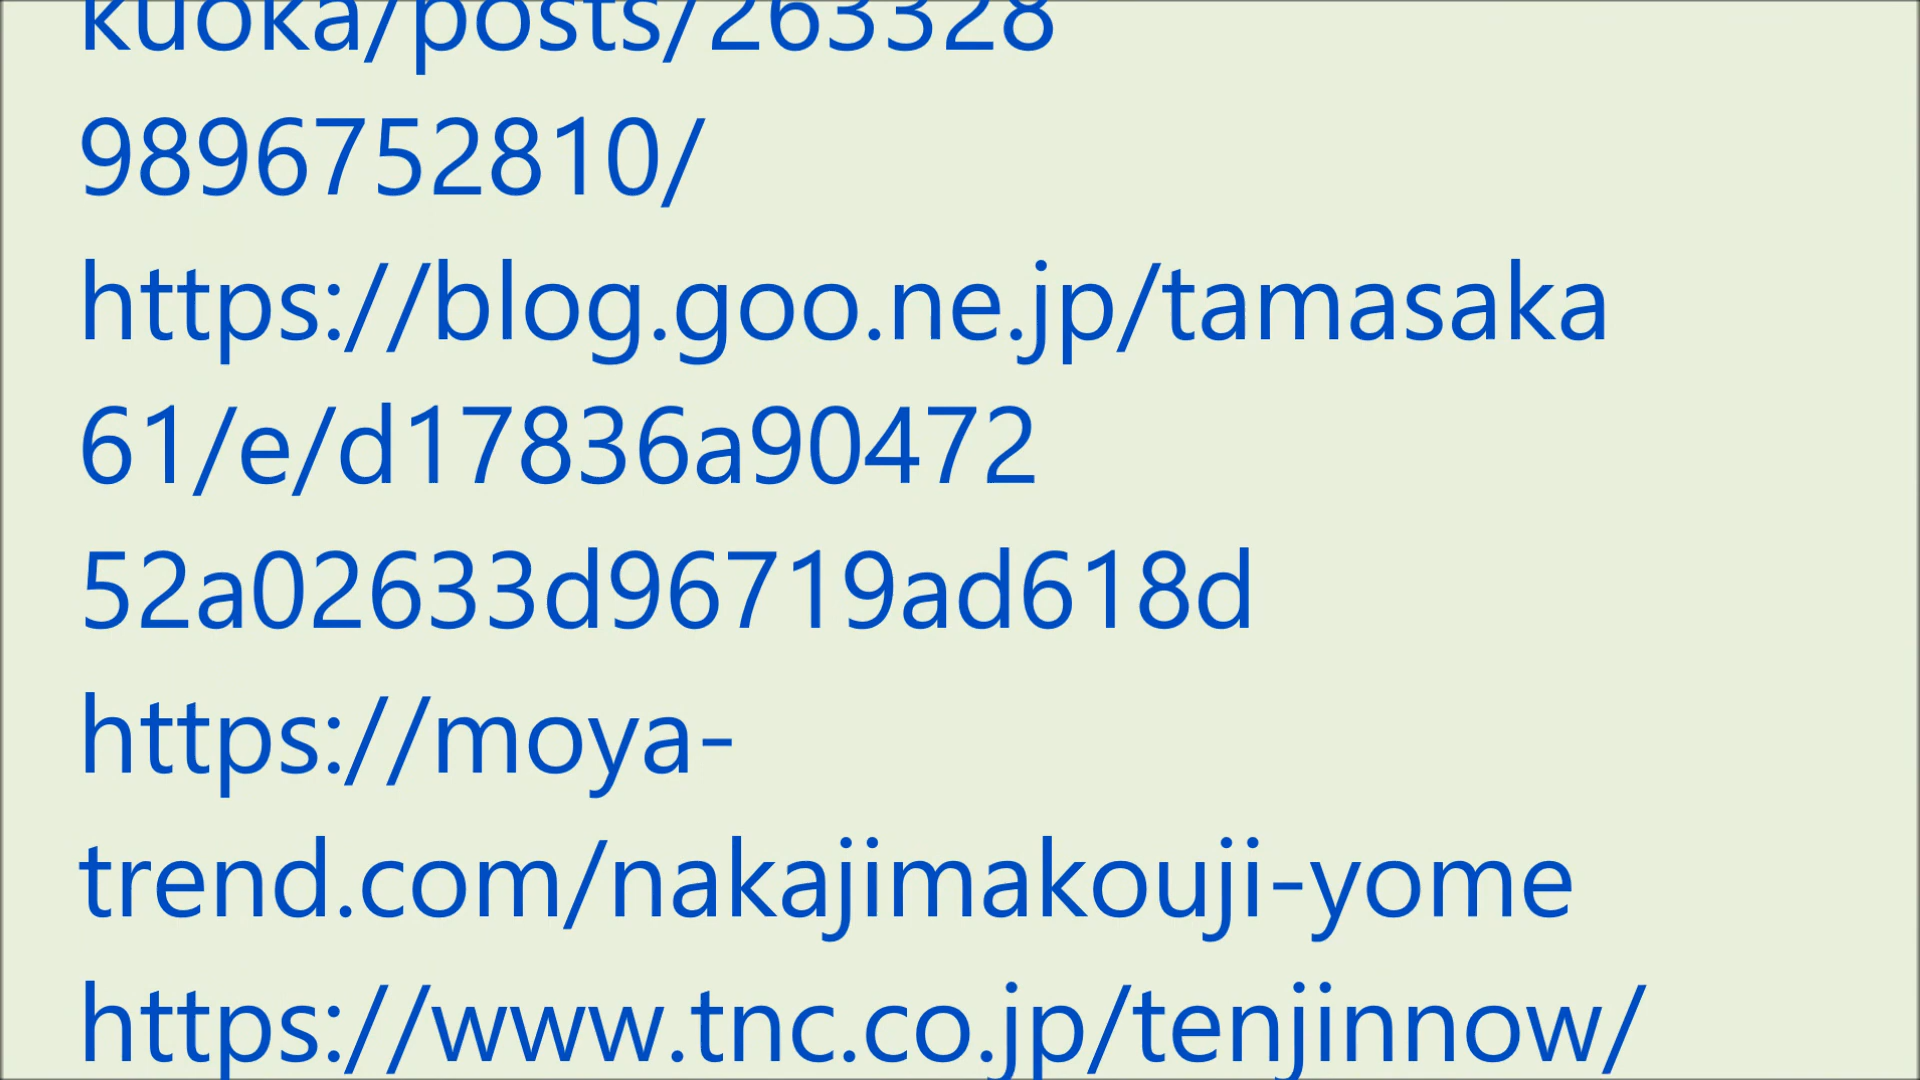 kuoka/posts/263328
9896752810/
https://blog.goo.ne.jp/tamasaka
61/e/d17836a90472
52a02633d96719ad618d
https://moya-
trend.com/nakajimakouji-yome
https://www.tnc.co.jp/tenjinnow/